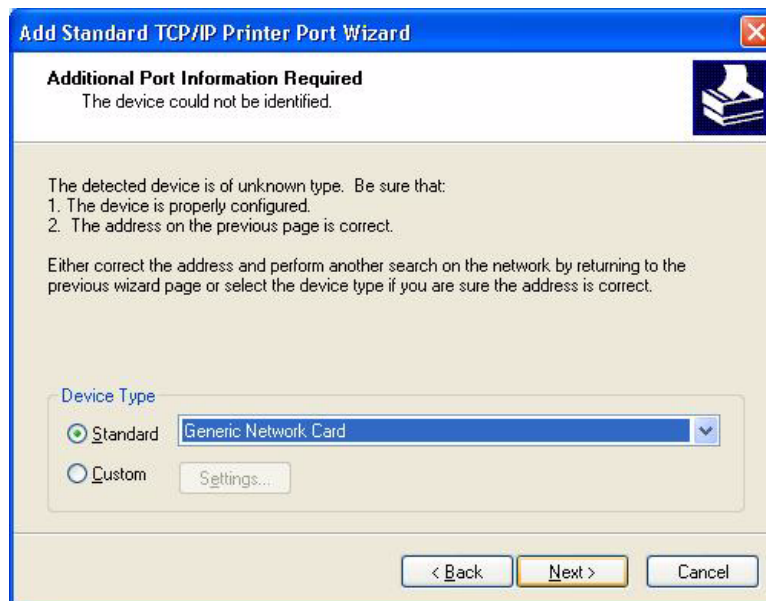 Add Standard TCP/IP Printer Port Wizard
Additional Port Information Required
The device could not be identified.
The detected device is of unknown type. Be sure that:
1. The device is properly configured.
2. The address on the previous page is correct.
Either correct the address and perform another search on the network by returning to the
previous wizard page or select the device type if you are sure the address is correct.
Device Type
Standard Generic Network Card
Custom Settings...
< Back Next > Cancel